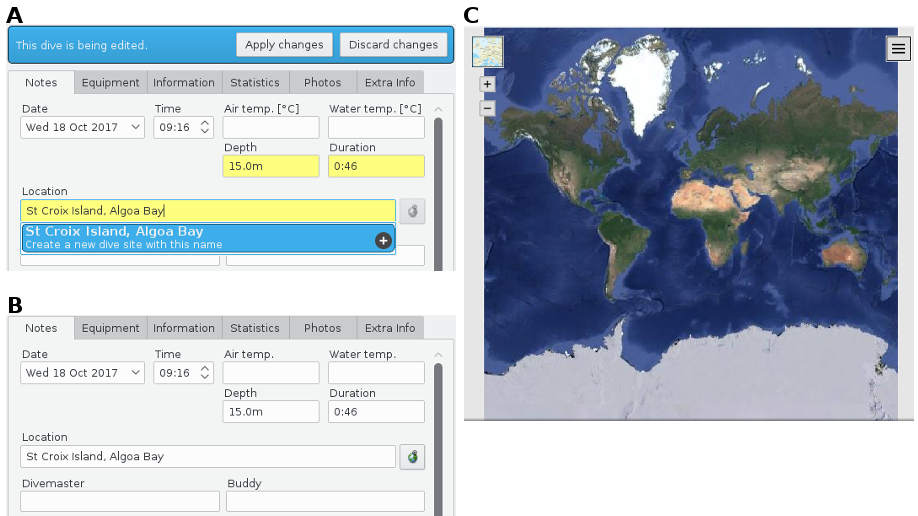 A
This dive is being edited.
Apply changes
Discard changes
Notes Equipment Information Statistics Photos Extra Info
Date Time Air temp. [°C] Water temp. [°C]
Wed 18 Oct 2017 09:16
Depth Duration
15.0m 0:46
Location
St Croix Island, Algoa Bay
St Croix Island, Algoa Bay
Create a new dive site with this name
B
Notes Equipment Information Statistics Photos Extra Info
Date Time Air temp. Water temp.
Wed 18 Oct 2017 09:16
Depth Duration
15.0m 0:46
Location
St Croix Island, Algoa Bay
Divemaster Buddy
C